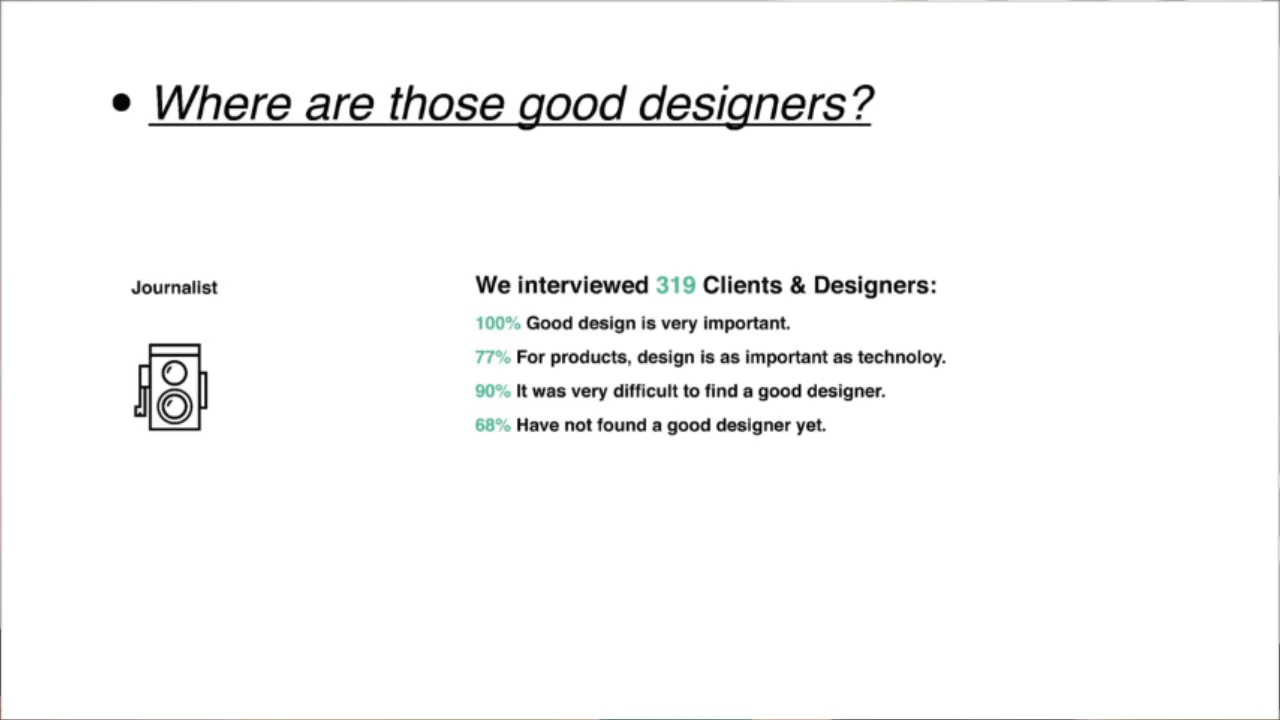 • Where are those good designers?
Journalist
We interviewed 319 Clients & Designers:
100% Good design is very important.
77% For products, design is as important as technoloy.
90% It was very difficult to find a good designer.
68% Have not found a good designer yet.